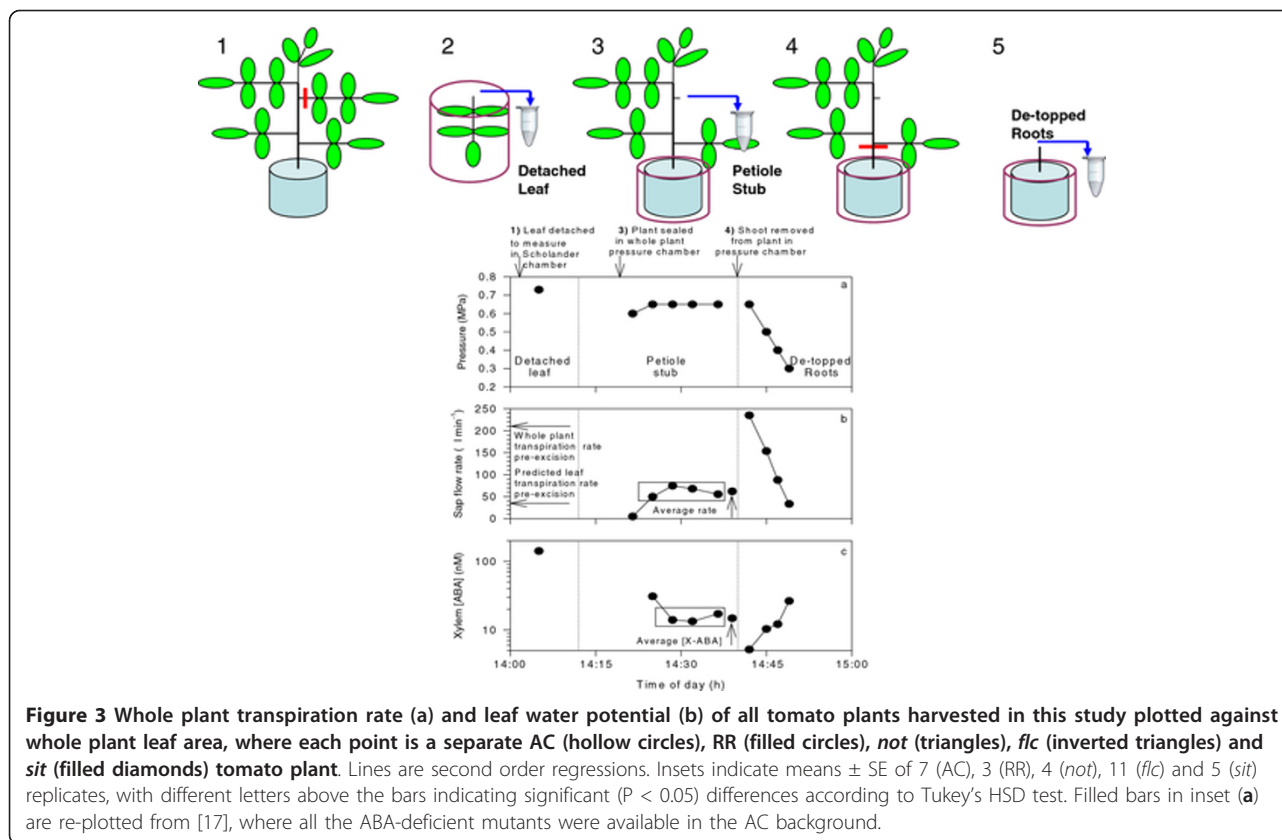 1 2 3 4 5
Detached
Leaf
Petiole
Stub
De-topped
Roots
1) Leaf detached
to measure
in Scholander
chamber
3) Plant sealed
in whole plant
pressure chamber
4) Shoot removed
from plant in
pressure chamber
Pressure (MPa)
0.8
0.7
0.6
0.5
0.4
0.3
0.2
a
Detached
leaf
Petiole
stub
De-topped
Roots
Sap flow rate ( l min⁻¹)
250
200
150
100
50
0
b
Whole plant
transpiration rate
pre-excision
Predicted leaf
transpiration rate
pre-excision
Average rate
Xylem [ABA] (nM)
100
10
c
Average [X-ABA]
14:00 14:15 14:30 14:45 15:00
Time of day (h)
Figure 3 Whole plant transpiration rate (a) and leaf water potential (b) of all tomato plants harvested in this study plotted against
whole plant leaf area, where each point is a separate AC (hollow circles), RR (filled circles), not (triangles), flc (inverted triangles) and
sit (filled diamonds) tomato plant. Lines are second order regressions. Insets indicate means ± SE of 7 (AC), 3 (RR), 4 (not), 11 (flc) and 5 (sit)
replicates, with different letters above the bars indicating significant (P < 0.05) differences according to Tukey's HSD test. Filled bars in inset (a)
are re-plotted from [17], where all the ABA-deficient mutants were available in the AC background.